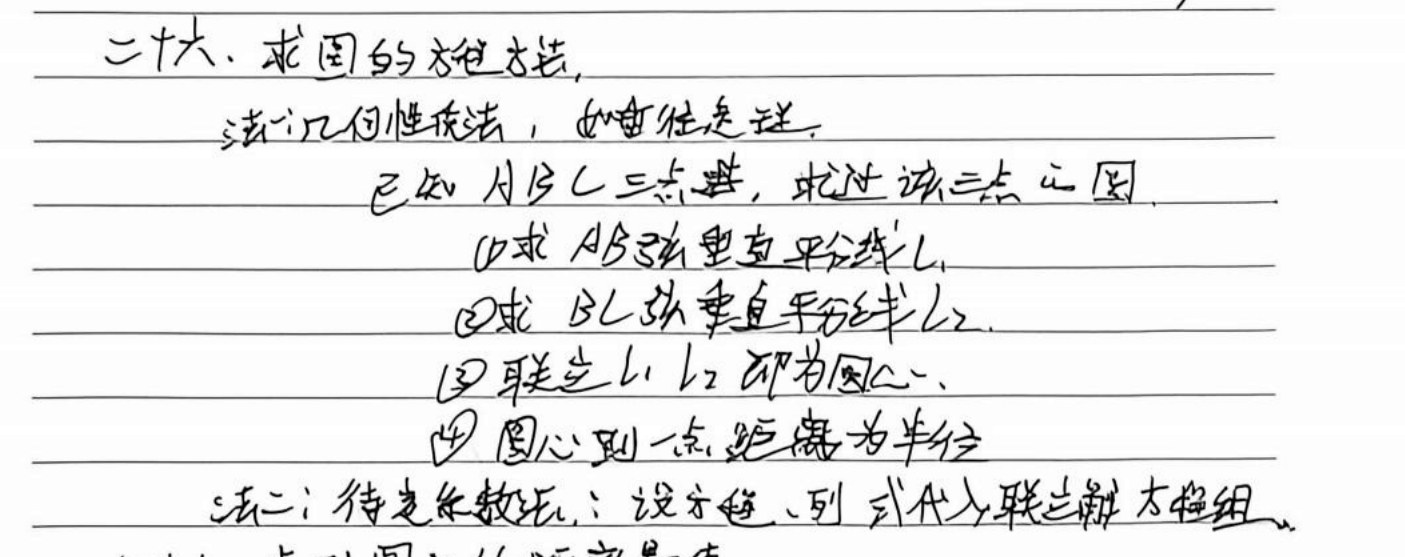 二十六、求圆的方程方法,
法一:几何性质法,如垂径定理.
已知ABC三点,求过该三点的圆.
①求AB弦垂直平分线l₁
②求BC弦垂直平分线l₂.
③联立l₁ l₂即为圆心、
④圆心到一点距离为半径
法二:待定系数法:设方程、列式代入联立解方程组、